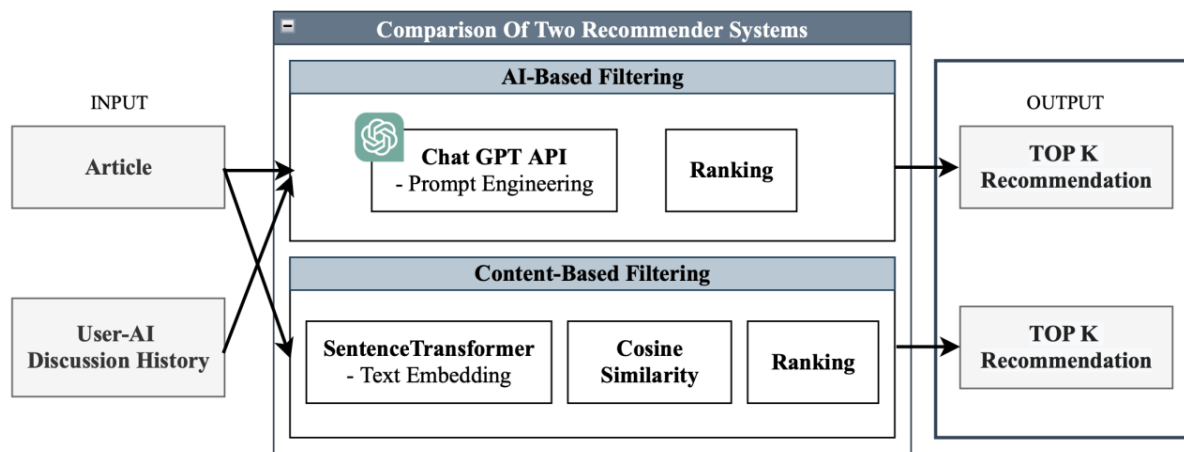 Comparison Of Two Recommender Systems
INPUT
Article
User-AI
Discussion History
AI-Based Filtering
Chat GPT API
- Prompt Engineering
Ranking
Content-Based Filtering
SentenceTransformer
- Text Embedding
Cosine
Similarity
Ranking
OUTPUT
TOP K
Recommendation
TOP K
Recommendation